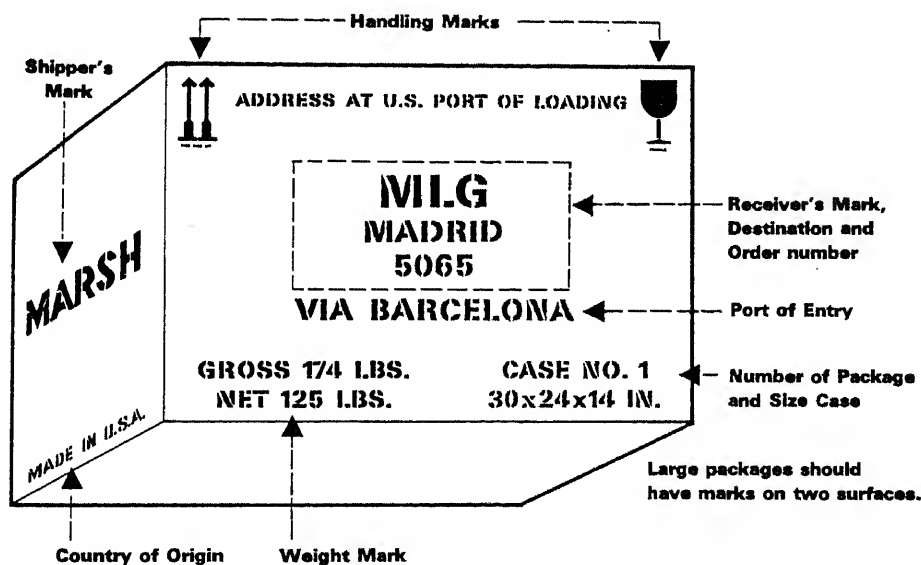 Handling Marks
Shipper's
Mark
ADDRESS AT U.S. PORT OF LOADING
MLG
MADRID
5065
Receiver's Mark,
Destination and
Order number
MARSH
VIA BARCELONA
Port of Entry
GROSS 174 LBS.
NET 125 LBS.
CASE NO. 1
30x24x14 IN.
Number of Package
and Size Case
MADE IN U.S.A.
Large packages should
have marks on two surfaces.
Country of Origin
Weight Mark